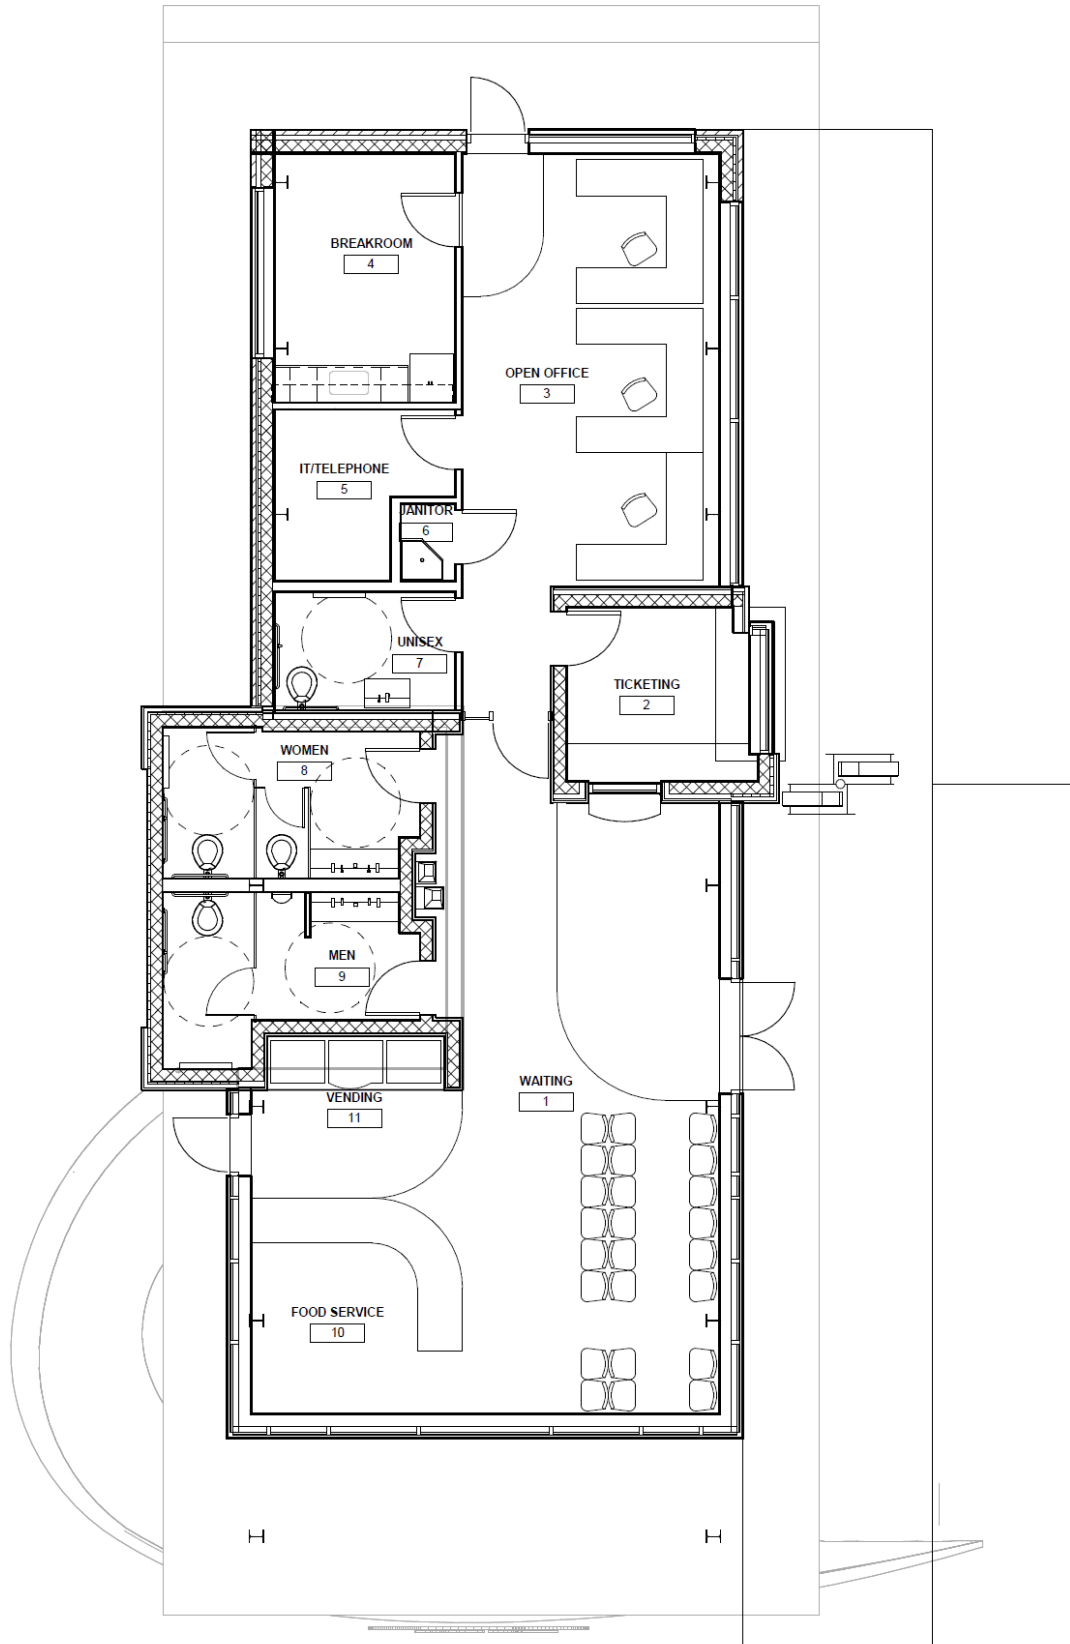 BREAKROOM
4
OPEN OFFICE
3
IT/TELEPHONE
5
JANITOR
6
UNISEX
7
TICKETING
2
WOMEN
8
MEN
9
WAITING
1
VENDING
11
FOOD SERVICE
10